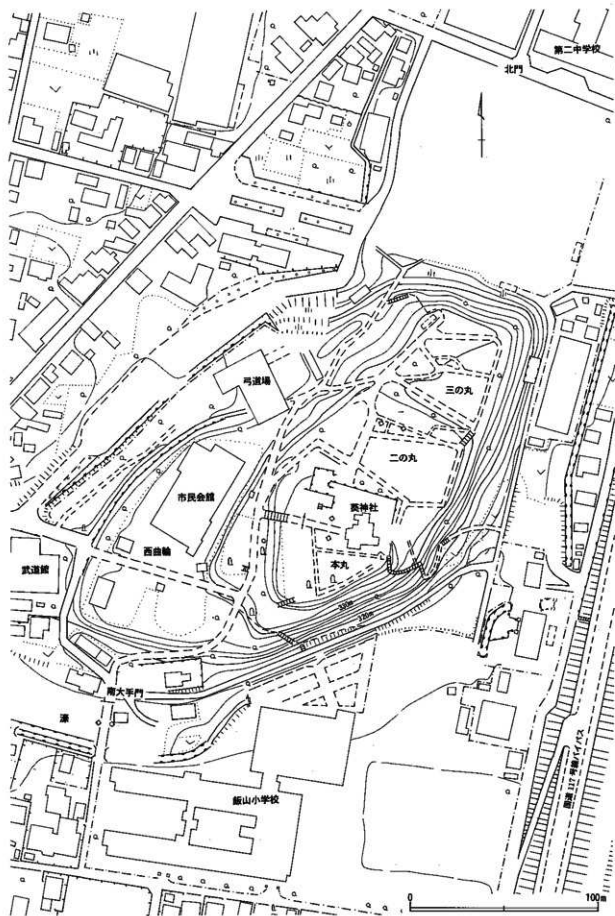 第二中学校
北門
弓道場
三の丸
二の丸
市民会館
葵神社
西曲輪
武道館
本丸
330m
320m
南大手門
濠
国道117号線バイパス
飯山小学校
0 100m